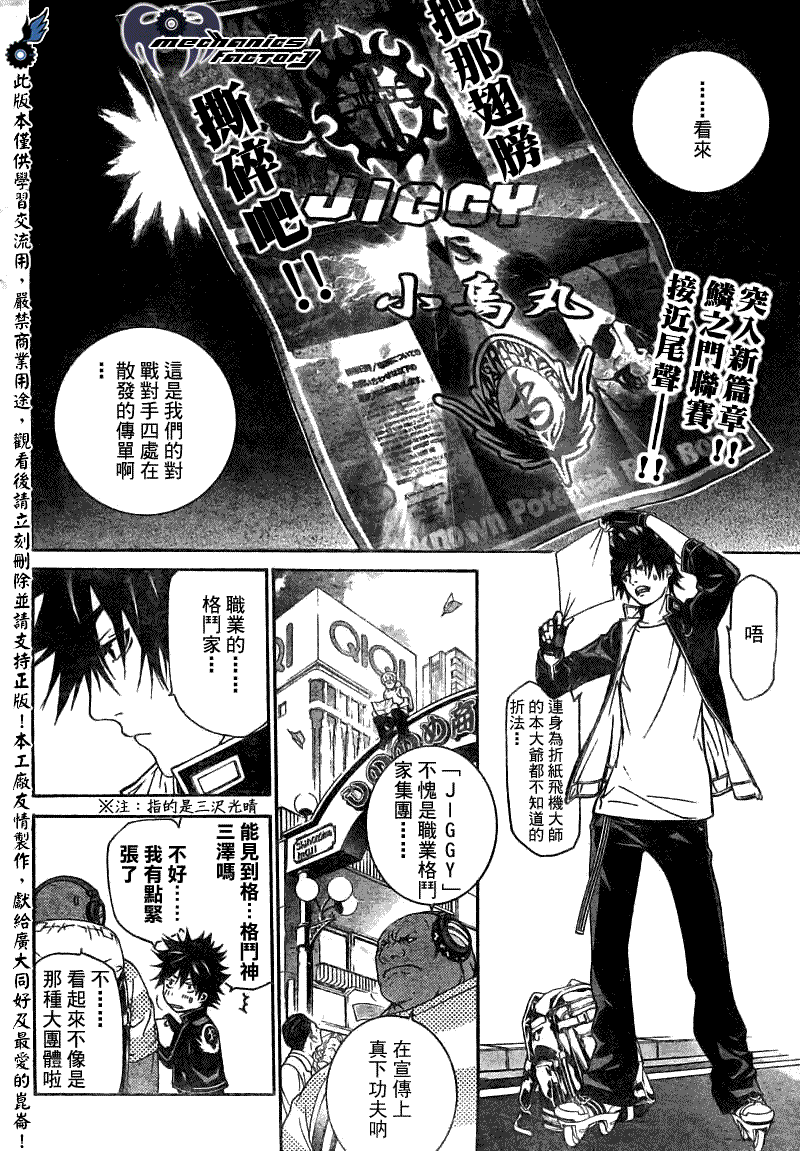 Mechanics
Factory
此版本僅供學習交流用，嚴禁商業用途，觀看後請立刻刪除並請支持正版！本工廠友情製作，獻給廣大同好及最愛的崑崙！
……看來
把那翅膀
撕碎吧!!
JIGGY
小烏丸
突入新篇章!!
鱗之門聯賽
接近尾聲——!!
known Potential
這是我們的對
戰對手四處在
散發的傳單啊
……
唔
連身為折紙飛機大師
的本大爺都不知道的
折法…
QIQI
「JIGGY」
不愧是職業格鬥
家集團……
在宣傳上
真下功夫吶
職業的……
格鬥家……
※注：指的是三沢光晴
能見到格…格鬥神
三澤嗎
不好……
我有點緊
張了
不……
看起來不像是
那種大團體啦